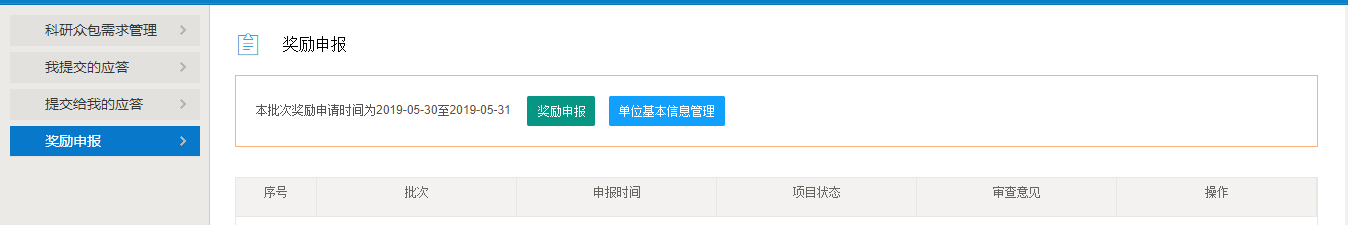 科研众包需求管理
我提交的应答
提交给我的应答
奖励申报
奖励申报
本批次奖励申请时间为2019-05-30至2019-05-31 奖励申报 单位基本信息管理
序号 批次 申报时间 项目状态 审查意见 操作